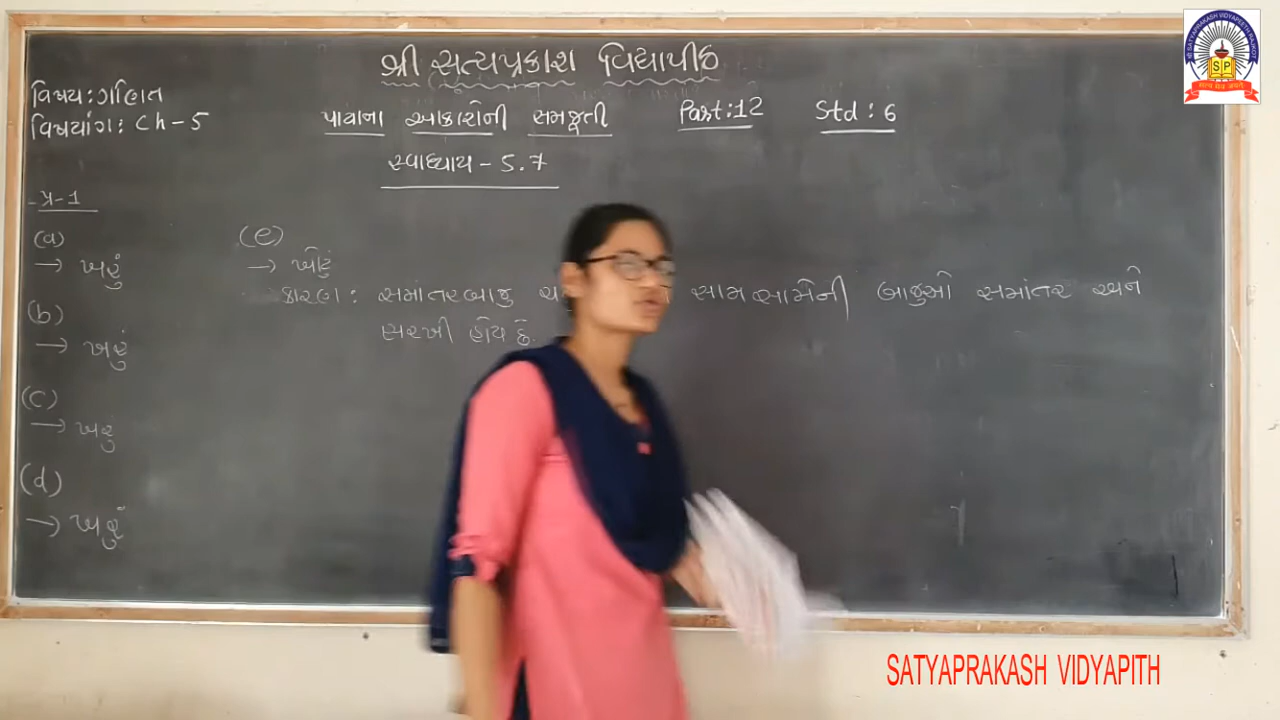 શ્રી સત્યપ્રકાશ વિદ્યાપીઠ
વિષય: ગણિત
વિષયાંગ: Ch-5
પાયાના આકારોની સમજૂતી Part:12 Std: 6
સ્વાધ્યાય - 5.7
પ્ર-1
(a)
→ ખરું
(b)
→ ખરું
(c)
→ ખરું
(d)
→ ખરું
(e)
→ ખોટું
કારણ: સમાંતરબાજુ સામસામેની બાજુઓ સમાંતર અને
સરખી હોય છે.
SP
SATYAPRAKASH VIDYAPITH